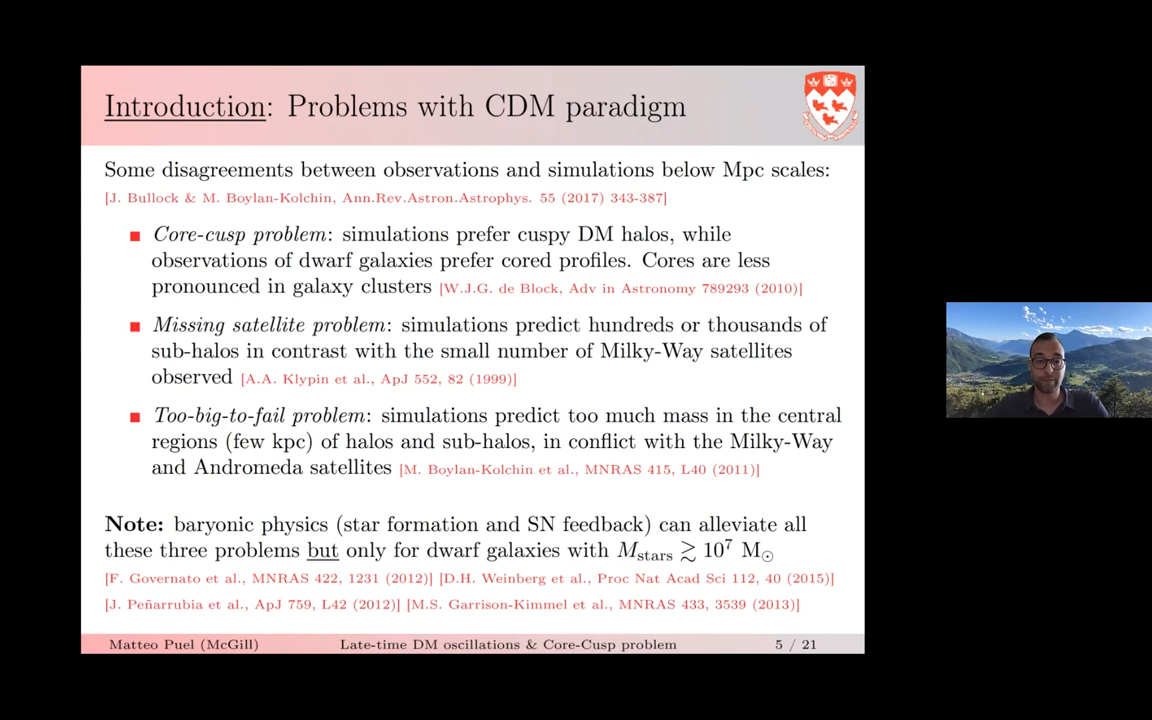 Introduction: Problems with CDM paradigm
Some disagreements between observations and simulations below Mpc scales:
[J. Bullock & M. Boylan-Kolchin, Ann.Rev.Astron.Astrophys. 55 (2017) 343-387]
■ Core-cusp problem: simulations prefer cuspy DM halos, while
observations of dwarf galaxies prefer cored profiles. Cores are less
pronounced in galaxy clusters [W.J.G. de Block, Adv in Astronomy 789293 (2010)]
■ Missing satellite problem: simulations predict hundreds or thousands of
sub-halos in contrast with the small number of Milky-Way satellites
observed [A.A. Klypin et al., ApJ 552, 82 (1999)]
■ Too-big-to-fail problem: simulations predict too much mass in the central
regions (few kpc) of halos and sub-halos, in conflict with the Milky-Way
and Andromeda satellites [M. Boylan-Kolchin et al., MNRAS 415, L40 (2011)]
Note: baryonic physics (star formation and SN feedback) can alleviate all
these three problems but only for dwarf galaxies with M_stars ≳ 10^7 M_⊙
[F. Governato et al., MNRAS 422, 1231 (2012)] [D.H. Weinberg et al., Proc Nat Acad Sci 112, 40 (2015)]
[J. Peñarrubia et al., ApJ 759, L42 (2012)] [M.S. Garrison-Kimmel et al., MNRAS 433, 3539 (2013)]
Matteo Puel (McGill) Late-time DM oscillations & Core-Cusp problem 5 / 21